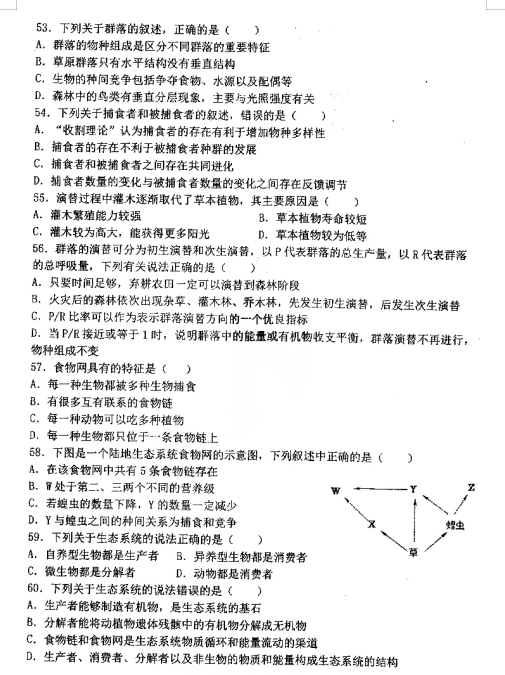 53．下列关于群落的叙述，正确的是（　　）
A．群落的物种组成是区分不同群落的重要特征
B．草原群落只有水平结构没有垂直结构
C．生物的种间竞争包括争夺食物、水源以及配偶等
D．森林中的鸟类有垂直分层现象，主要与光照强度有关
54．下列关于捕食者和被捕食者的叙述，错误的是（　　）
A．“收割理论”认为捕食者的存在有利于增加物种多样性
B．捕食者的存在不利于被捕食者种群的发展
C．捕食者和被捕食者之间存在共同进化
D．捕食者数量的变化与被捕食者数量的变化之间存在反馈调节
55．演替过程中灌木逐渐取代了草本植物，其主要原因是（　　）
A．灌木繁殖能力较强　　B．草本植物寿命较短
C．灌木较为高大，能获得更多阳光　　D．草本植物较为低等
56．群落的演替可分为初生演替和次生演替，以 P 代表群落的总生产量，以 R 代表群落
的总呼吸量，下列有关说法正确的是（　　）
A．只要时间足够，弃耕农田一定可以演替到森林阶段
B．火灾后的森林依次出现杂草、灌木林、乔木林，先发生初生演替，后发生次生演替
C．P/R 比率可以作为表示群落演替方向的一个优良指标
D．当 P/R 接近或等于 1 时，说明群落中的能量或有机物收支平衡，群落演替不再进行，
物种组成不变
57．食物网具有的特征是（　　）
A．每一种生物都被多种生物捕食
B．有很多互有联系的食物链
C．每一种动物可以吃多种植物
D．每一种生物都只位于一条食物链上
58．下图是一个陆地生态系统食物网的示意图，下列叙述中正确的是（　　）
A．在该食物网中共有 5 条食物链存在
B．W 处于第二、三两个不同的营养级
C．若蝗虫的数量下降，Y 的数量一定减少
D．Y 与蝗虫之间的种间关系为捕食和竞争
W　Y　Z
X　蝗虫
草
59．下列关于生态系统的说法正确的是（　　）
A．自养型生物都是生产者　B．异养型生物都是消费者
C．微生物都是分解者　　D．动物都是消费者
60．下列关于生态系统的说法错误的是（　　）
A．生产者能够制造有机物，是生态系统的基石
B．分解者能将动植物遗体残骸中的有机物分解成无机物
C．食物链和食物网是生态系统物质循环和能量流动的渠道
D．生产者、消费者、分解者以及非生物的物质和能量构成生态系统的结构